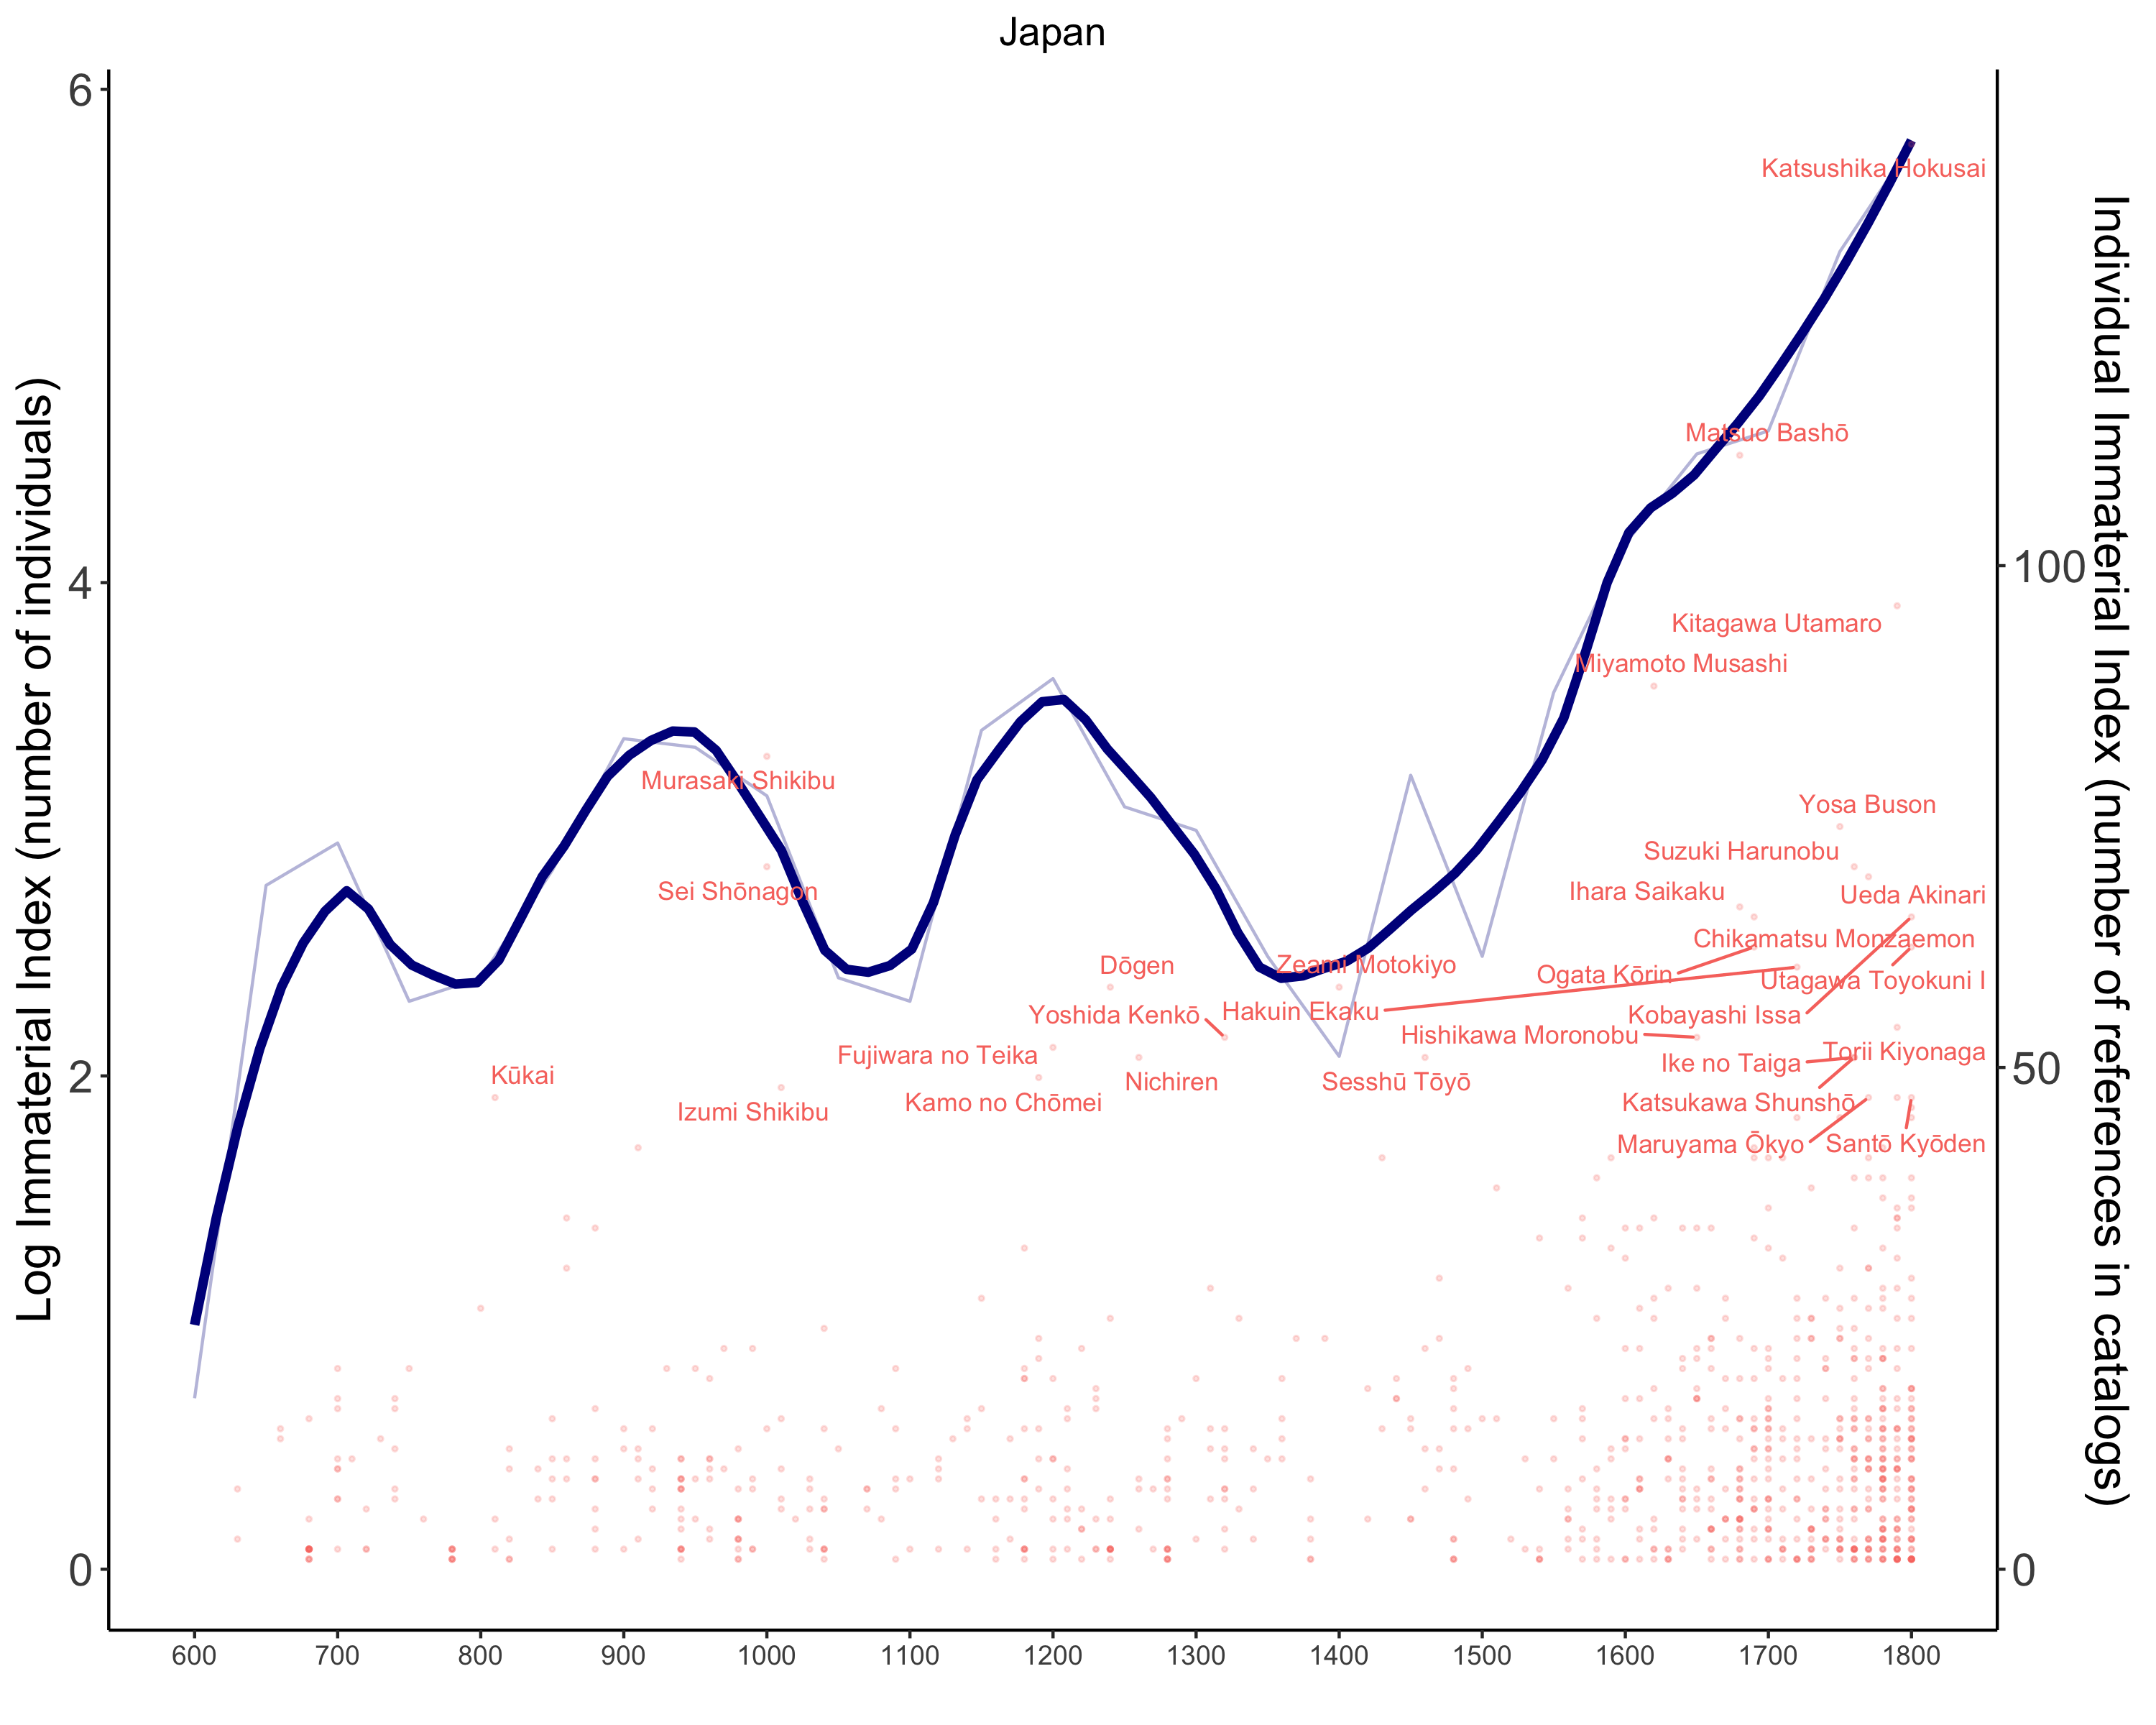 Japan
6
4
2
0
Log Immaterial Index (number of individuals)
Katsushika Hokusai
Matsuo Bashō
Kitagawa Utamaro
Miyamoto Musashi
Murasaki Shikibu
Yosa Buson
Suzuki Harunobu
Sei Shōnagon
Ihara Saikaku
Ueda Akinari
Chikamatsu Monzaemon
Dōgen
Zeami Motokiyo
Ogata Kōrin
Utagawa Toyokuni I
Yoshida Kenkō
Hakuin Ekaku
Kobayashi Issa
Hishikawa Moronobu
Fujiwara no Teika
Ike no Taiga
Torii Kiyonaga
Kūkai
Nichiren
Sesshū Tōyō
Izumi Shikibu
Kamo no Chōmei
Katsukawa Shunshō
Maruyama Ōkyo
Santō Kyōden
100
50
0
Individual Immaterial Index (number of references in catalogs)
600 700 800 900 1000 1100 1200 1300 1400 1500 1600 1700 1800